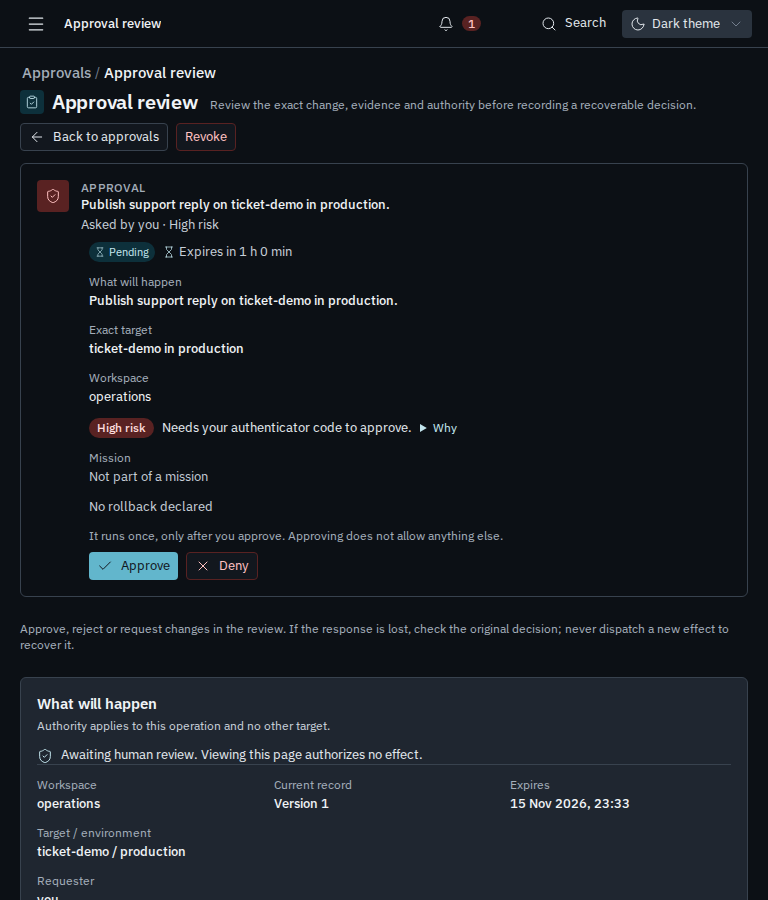 Approval review
1
Search
Dark theme
Approvals / Approval review
Approval review
Review the exact change, evidence and authority before recording a recoverable decision.
Back to approvals
Revoke
APPROVAL
Publish support reply on ticket-demo in production.
Asked by you · High risk
Pending
Expires in 1 h 0 min
What will happen
Publish support reply on ticket-demo in production.
Exact target
ticket-demo in production
Workspace
operations
High risk
Needs your authenticator code to approve.
Why
Mission
Not part of a mission
No rollback declared
It runs once, only after you approve. Approving does not allow anything else.
Approve
Deny
Approve, reject or request changes in the review. If the response is lost, check the original decision; never dispatch a new effect to
recover it.
What will happen
Authority applies to this operation and no other target.
Awaiting human review. Viewing this page authorizes no effect.
Workspace
operations
Current record
Version 1
Expires
15 Nov 2026, 23:33
Target / environment
ticket-demo / production
Requester